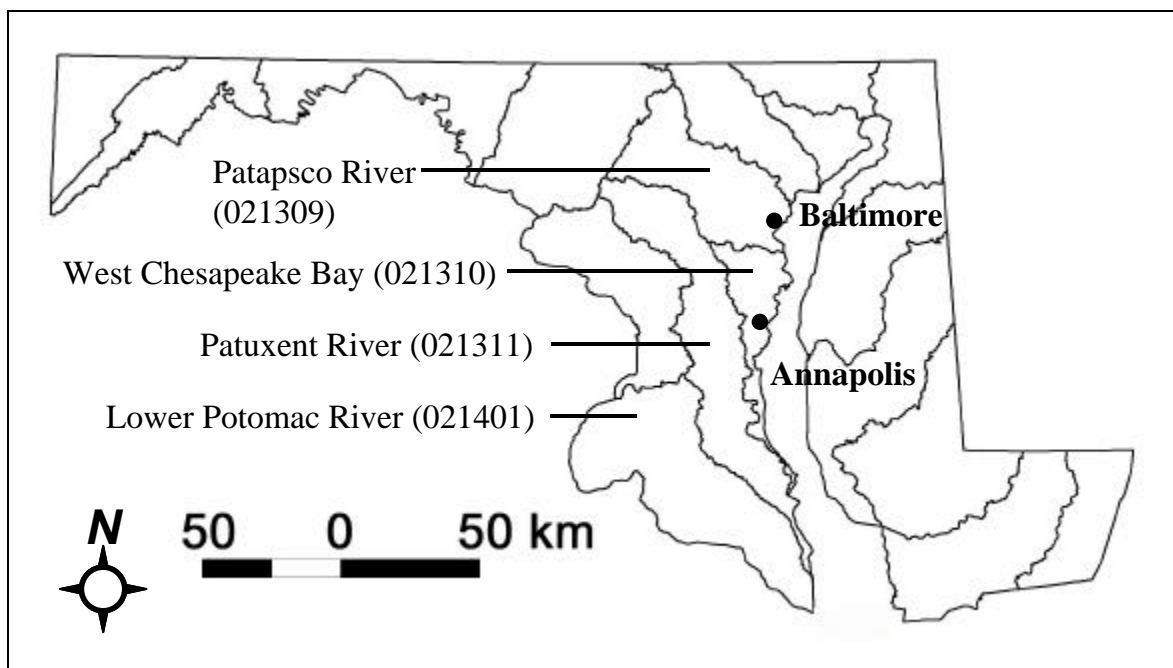 Patapsco River
(021309)
Baltimore
West Chesapeake Bay (021310)
Patuxent River (021311)
Annapolis
Lower Potomac River (021401)
N
50 0 50 km